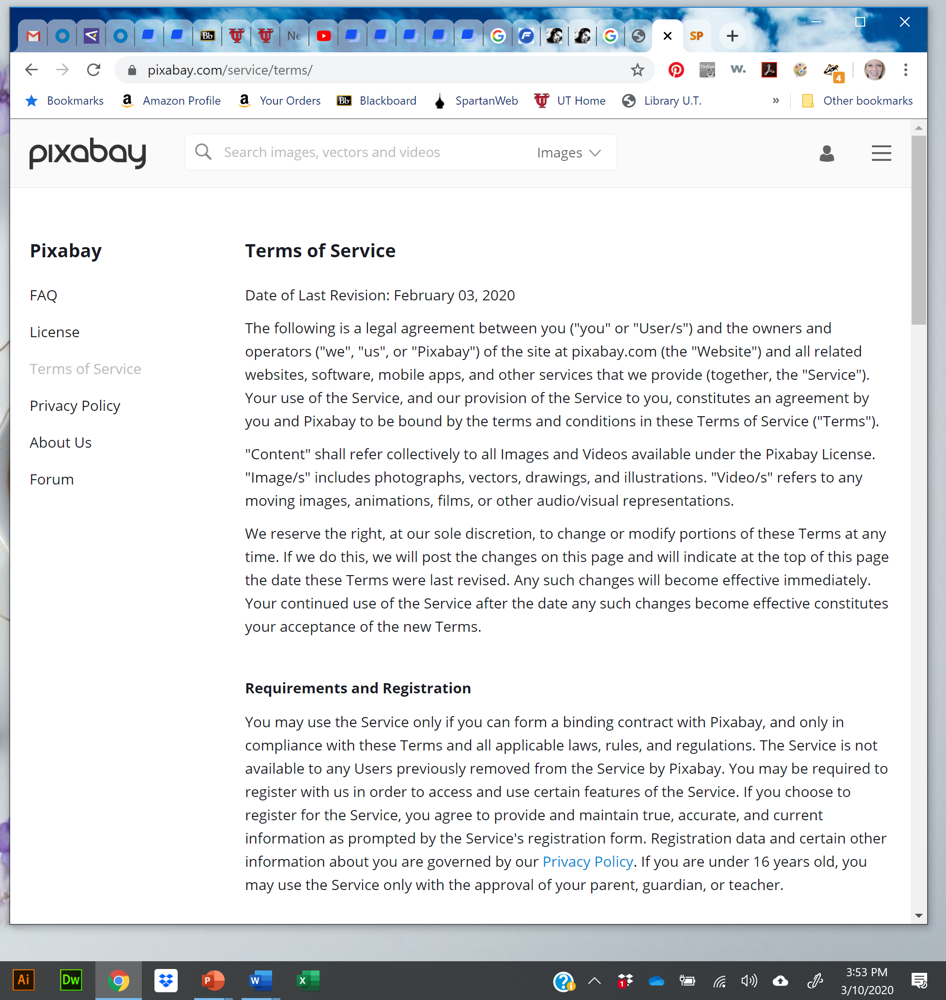 Bb
Ne
SP
pixabay.com/service/terms/
TinEye
w.
4
Bookmarks
a
Amazon Profile
a
Your Orders
Bb
Blackboard
SpartanWeb
UT Home
Library U.T.
»
Other bookmarks
pixabay
Search images, vectors and videos
Images
Pixabay
FAQ
License
Terms of Service
Privacy Policy
About Us
Forum
Terms of Service
Date of Last Revision: February 03, 2020
The following is a legal agreement between you ("you" or "User/s") and the owners and
operators ("we", "us", or "Pixabay") of the site at pixabay.com (the "Website") and all related
websites, software, mobile apps, and other services that we provide (together, the "Service").
Your use of the Service, and our provision of the Service to you, constitutes an agreement by
you and Pixabay to be bound by the terms and conditions in these Terms of Service ("Terms").
"Content" shall refer collectively to all Images and Videos available under the Pixabay License.
"Image/s" includes photographs, vectors, drawings, and illustrations. "Video/s" refers to any
moving images, animations, films, or other audio/visual representations.
We reserve the right, at our sole discretion, to change or modify portions of these Terms at any
time. If we do this, we will post the changes on this page and will indicate at the top of this page
the date these Terms were last revised. Any such changes will become effective immediately.
Your continued use of the Service after the date any such changes become effective constitutes
your acceptance of the new Terms.
Requirements and Registration
You may use the Service only if you can form a binding contract with Pixabay, and only in
compliance with these Terms and all applicable laws, rules, and regulations. The Service is not
available to any Users previously removed from the Service by Pixabay. You may be required to
register with us in order to access and use certain features of the Service. If you choose to
register for the Service, you agree to provide and maintain true, accurate, and current
information as prompted by the Service's registration form. Registration data and certain other
information about you are governed by our Privacy Policy. If you are under 16 years old, you
may use the Service only with the approval of your parent, guardian, or teacher.
Ai
Dw
P
W
X
1
3:53 PM
3/10/2020